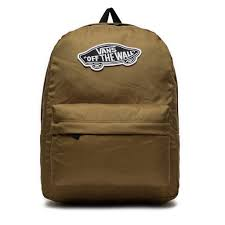 VANS
"OFF THE WALL"